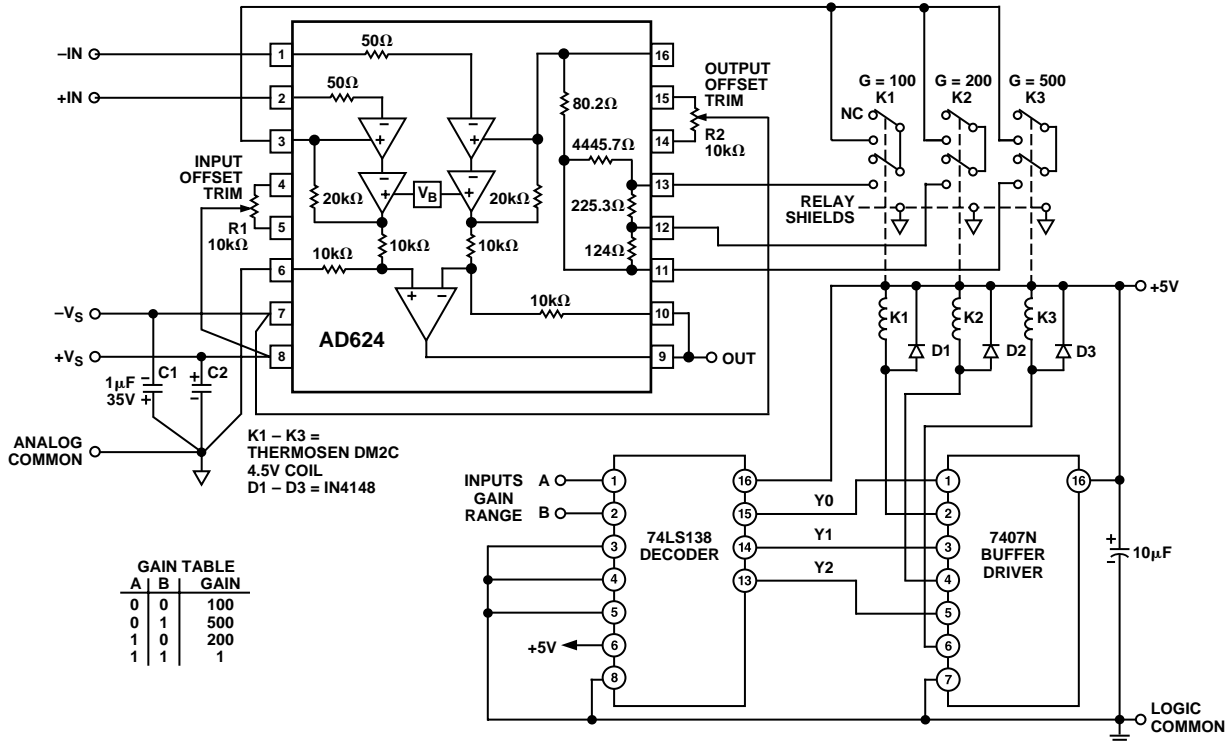 –IN
+IN
INPUT
OFFSET
TRIM
R1
10kΩ
–VS
+VS
1µF
35V
C1
C2
ANALOG
COMMON
1
2
3
4
5
6
7
8
50Ω
50Ω
–
+
–
+
–
+
–
+
VB
20kΩ
20kΩ
10kΩ
10kΩ
10kΩ
10kΩ
+
–
AD624
80.2Ω
4445.7Ω
225.3Ω
124Ω
16
15
14
13
12
11
10
9
OUTPUT
OFFSET
TRIM
R2
10kΩ
OUT
G = 100
K1
G = 200
K2
G = 500
K3
NC
RELAY
SHIELDS
+5V
K1
D1
K2
D2
K3
D3
K1 – K3 =
THERMOSEN DM2C
4.5V COIL
D1 – D3 = IN4148
INPUTS
GAIN
RANGE
A
B
1
2
3
4
5
6
8
+5V
74LS138
DECODER
16
15
14
13
Y0
Y1
Y2
1
2
3
4
5
6
7
7407N
BUFFER
DRIVER
16
+
–
10µF
LOGIC
COMMON
GAIN TABLE
A B GAIN
0 0 100
0 1 500
1 0 200
1 1 1